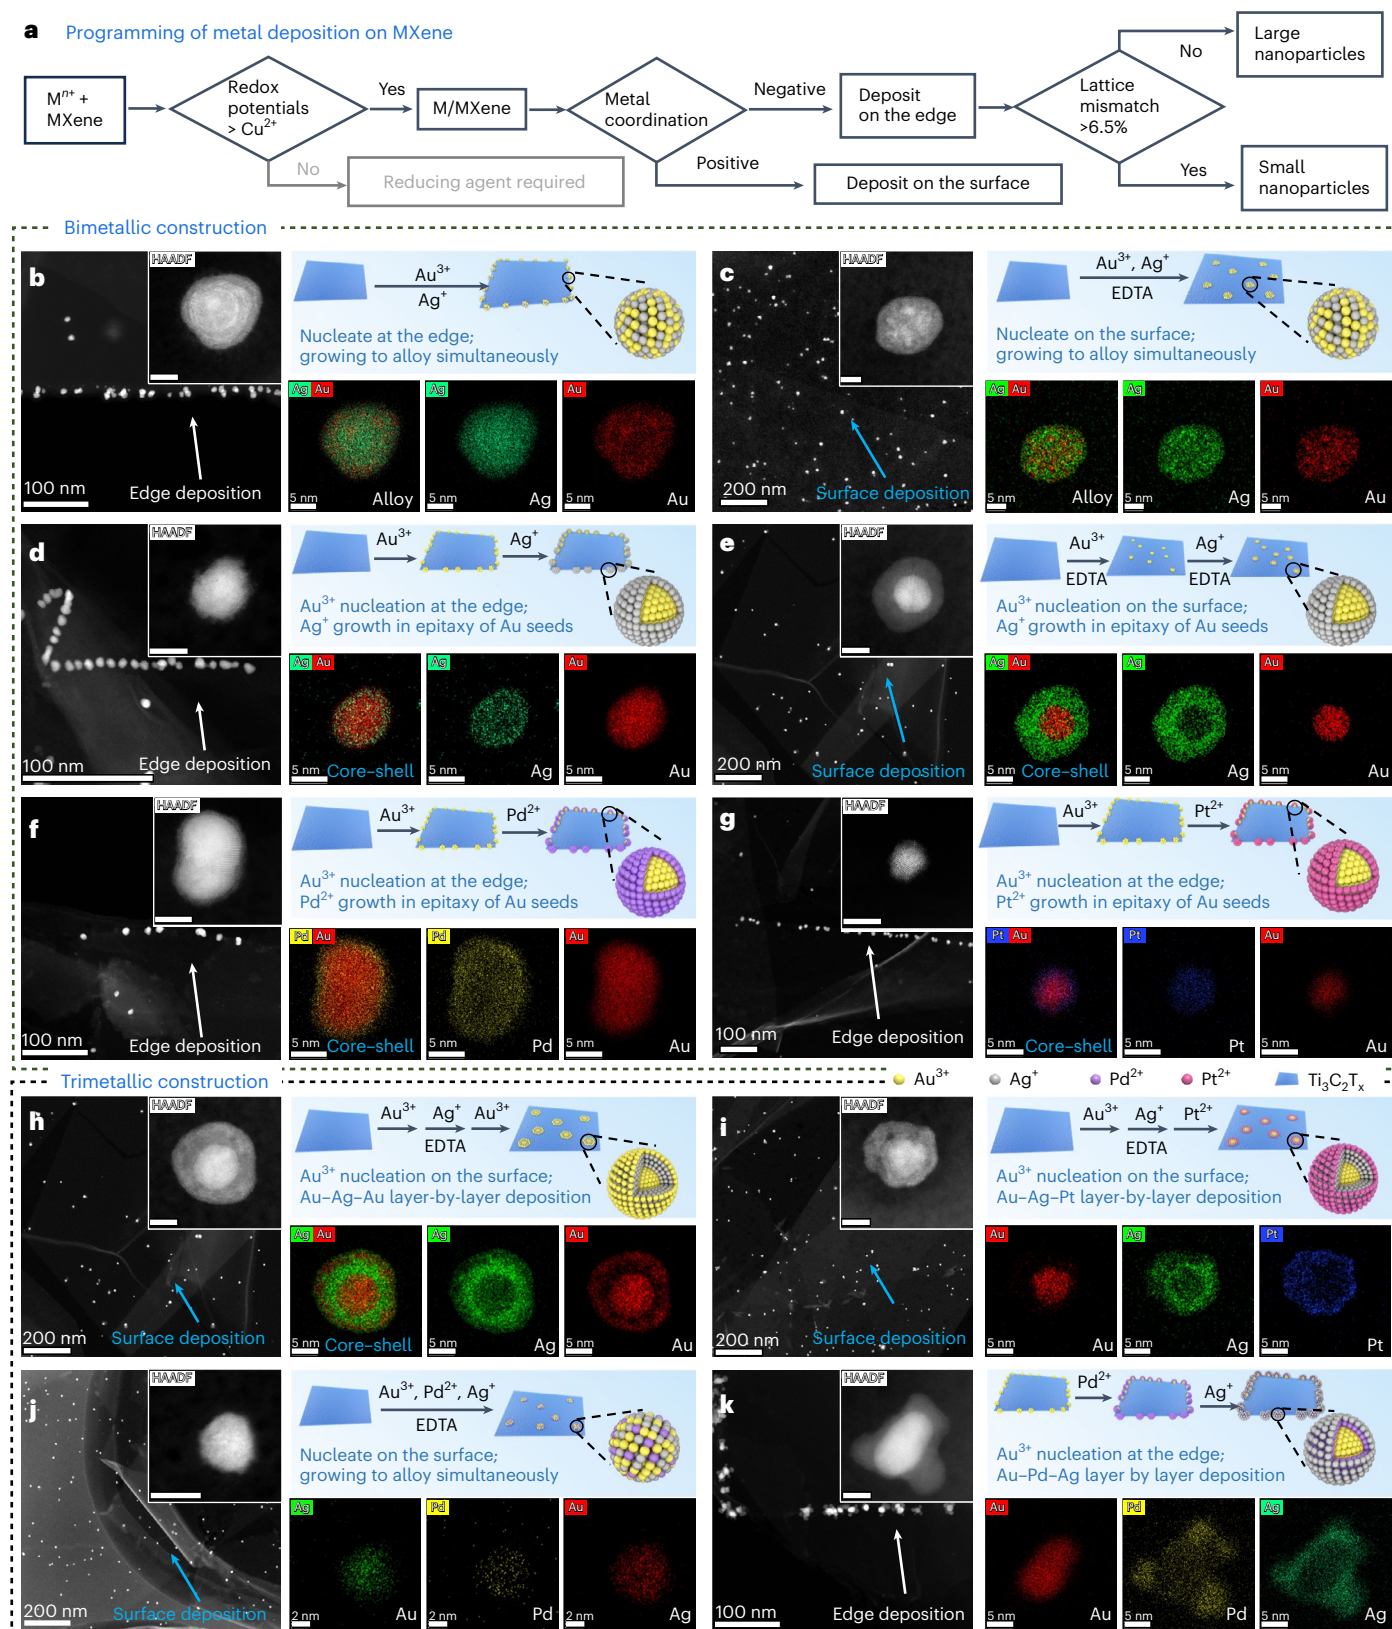 a Programming of metal deposition on MXene
Mⁿ⁺ +
MXene
Redox
potentials
> Cu²⁺
Yes
No
Reducing agent required
M/MXene
Metal
coordination
Negative
Positive
Deposit
on the edge
Deposit on the surface
Lattice
mismatch
>6.5%
No
Large
nanoparticles
Yes
Small
nanoparticles
Bimetallic construction
b
HAADF
100 nm
Edge deposition
Au³⁺
Ag⁺
Nucleate at the edge;
growing to alloy simultaneously
Ag Au
5 nm
Alloy
Ag
5 nm
Ag
Au
5 nm
Au
c
HAADF
200 nm
Surface deposition
Au³⁺, Ag⁺
EDTA
Nucleate on the surface;
growing to alloy simultaneously
Ag Au
5 nm
Alloy
Ag
5 nm
Ag
Au
5 nm
Au
d
HAADF
100 nm
Edge deposition
Au³⁺
Ag⁺
Au³⁺ nucleation at the edge;
Ag⁺ growth in epitaxy of Au seeds
Ag Au
5 nm
Core–shell
Ag
5 nm
Ag
Au
5 nm
Au
e
HAADF
200 nm
Surface deposition
Au³⁺
EDTA
Ag⁺
EDTA
Au³⁺ nucleation on the surface;
Ag⁺ growth in epitaxy of Au seeds
Ag Au
5 nm
Core–shell
Ag
5 nm
Ag
Au
5 nm
Au
f
HAADF
100 nm
Edge deposition
Au³⁺
Pd²⁺
Au³⁺ nucleation at the edge;
Pd²⁺ growth in epitaxy of Au seeds
Pd Au
5 nm
Core–shell
Pd
5 nm
Pd
Au
5 nm
Au
g
HAADF
100 nm
Edge deposition
Au³⁺
Pt²⁺
Au³⁺ nucleation at the edge;
Pt²⁺ growth in epitaxy of Au seeds
Pt Au
5 nm
Core–shell
Pt
5 nm
Pt
Au
5 nm
Au
Trimetallic construction
Au³⁺ Ag⁺ Pd²⁺ Pt²⁺ Ti₃C₂Tₓ
h
HAADF
200 nm
Surface deposition
Au³⁺
Ag⁺
EDTA
Au³⁺
Au³⁺ nucleation on the surface;
Au–Ag–Au layer-by-layer deposition
Ag Au
5 nm
Core–shell
Ag
5 nm
Ag
Au
5 nm
Au
i
HAADF
200 nm
Surface deposition
Au³⁺
Ag⁺
EDTA
Pt²⁺
Au³⁺ nucleation on the surface;
Au–Ag–Pt layer-by-layer deposition
Au
5 nm
Au
Ag
5 nm
Ag
Pt
5 nm
Pt
j
HAADF
200 nm
Surface deposition
Au³⁺, Pd²⁺, Ag⁺
EDTA
Nucleate on the surface;
growing to alloy simultaneously
Ag
2 nm
Au
Pd
2 nm
Pd
Au
2 nm
Ag
k
HAADF
100 nm
Edge deposition
Pd²⁺
Ag⁺
Au³⁺ nucleation at the edge;
Au–Pd–Ag layer by layer deposition
Au
5 nm
Au
Pd
5 nm
Pd
Ag
5 nm
Ag